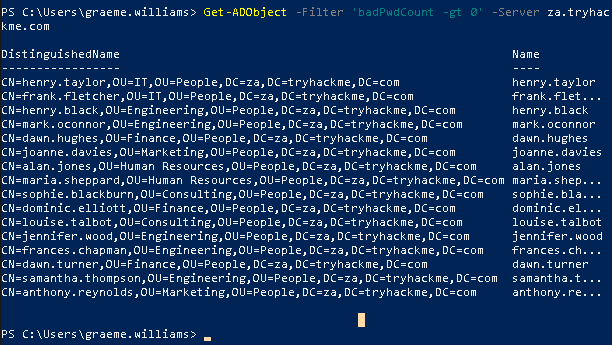 PS C:\Users\graeme.williams> Get-ADObject -Filter 'badPwdCount -gt 0' -Server za.tryhac
kme.com
DistinguishedName Name
----------------- ----
CN=henry.taylor,OU=IT,OU=People,DC=za,DC=tryhackme,DC=com henry.taylor
CN=frank.fletcher,OU=IT,OU=People,DC=za,DC=tryhackme,DC=com frank.flet...
CN=henry.black,OU=Engineering,OU=People,DC=za,DC=tryhackme,DC=com henry.black
CN=mark.oconnor,OU=Engineering,OU=People,DC=za,DC=tryhackme,DC=com mark.oconnor
CN=dawn.hughes,OU=Finance,OU=People,DC=za,DC=tryhackme,DC=com dawn.hughes
CN=joanne.davies,OU=Marketing,OU=People,DC=za,DC=tryhackme,DC=com joanne.davies
CN=alan.jones,OU=Human Resources,OU=People,DC=za,DC=tryhackme,DC=com alan.jones
CN=maria.sheppard,OU=Human Resources,OU=People,DC=za,DC=tryhackme,DC=com maria.shep...
CN=sophie.blackburn,OU=Consulting,OU=People,DC=za,DC=tryhackme,DC=com sophie.bla...
CN=dominic.elliott,OU=Finance,OU=People,DC=za,DC=tryhackme,DC=com dominic.el...
CN=louise.talbot,OU=Consulting,OU=People,DC=za,DC=tryhackme,DC=com louise.talbot
CN=jennifer.wood,OU=Engineering,OU=People,DC=za,DC=tryhackme,DC=com jennifer.wood
CN=frances.chapman,OU=Engineering,OU=People,DC=za,DC=tryhackme,DC=com frances.ch...
CN=dawn.turner,OU=Finance,OU=People,DC=za,DC=tryhackme,DC=com dawn.turner
CN=samantha.thompson,OU=Engineering,OU=People,DC=za,DC=tryhackme,DC=com samantha.t...
CN=anthony.reynolds,OU=Marketing,OU=People,DC=za,DC=tryhackme,DC=com anthony.re...
PS C:\Users\graeme.williams>